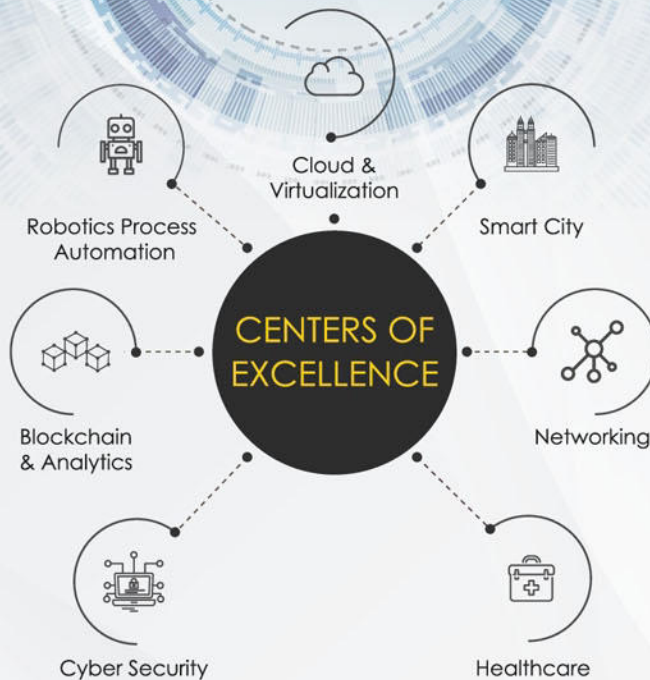 Cloud &
Virtualization
Robotics Process
Automation
Smart City
CENTERS OF
EXCELLENCE
Blockchain
& Analytics
Networking
Cyber Security
Healthcare